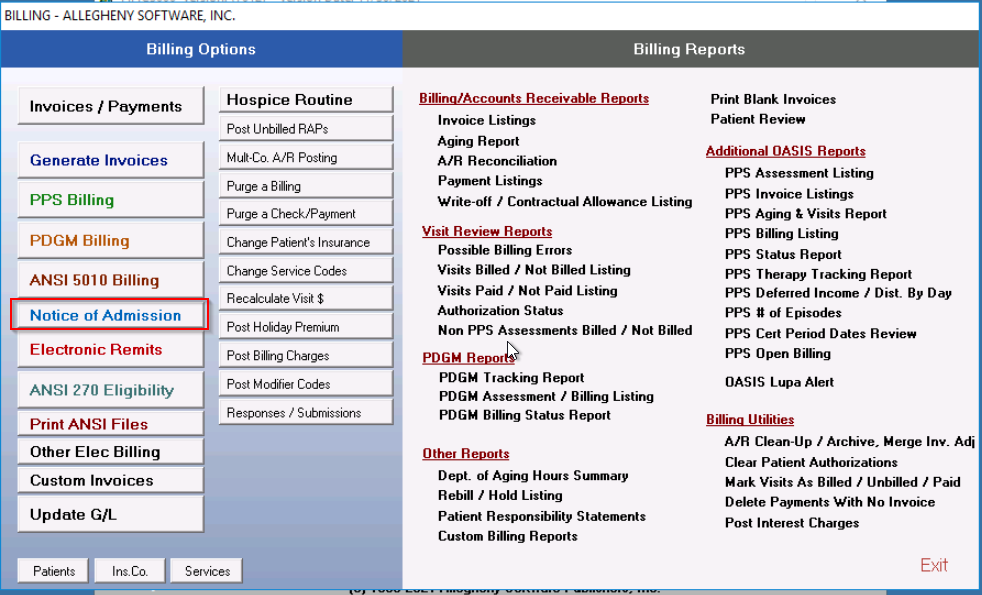 BILLING - ALLEGHENY SOFTWARE, INC.
Billing Options
Invoices / Payments
Generate Invoices
PPS Billing
PDGM Billing
ANSI 5010 Billing
Notice of Admission
Electronic Remits
ANSI 270 Eligibility
Print ANSI Files
Other Elec Billing
Custom Invoices
Update G/L
Hospice Routine
Post Unbilled RAPs
Mult-Co. A/R Posting
Purge a Billing
Purge a Check/Payment
Change Patient's Insurance
Change Service Codes
Recalculate Visit $
Post Holiday Premium
Post Billing Charges
Post Modifier Codes
Responses / Submissions
Patients
Ins.Co.
Services
Billing Reports
Billing/Accounts Receivable Reports
Invoice Listings
Aging Report
A/R Reconciliation
Payment Listings
Write-off / Contractual Allowance Listing
Visit Review Reports
Possible Billing Errors
Visits Billed / Not Billed Listing
Visits Paid / Not Paid Listing
Authorization Status
Non PPS Assessments Billed / Not Billed
PDGM Reports
PDGM Tracking Report
PDGM Assessment / Billing Listing
PDGM Billing Status Report
Other Reports
Dept. of Aging Hours Summary
Rebill / Hold Listing
Patient Responsibility Statements
Custom Billing Reports
Print Blank Invoices
Patient Review
Additional OASIS Reports
PPS Assessment Listing
PPS Invoice Listings
PPS Aging & Visits Report
PPS Billing Listing
PPS Status Report
PPS Therapy Tracking Report
PPS Deferred Income / Dist. By Day
PPS # of Episodes
PPS Cert Period Dates Review
PPS Open Billing
OASIS Lupa Alert
Billing Utilities
A/R Clean-Up / Archive, Merge Inv. Adj
Clear Patient Authorizations
Mark Visits As Billed / Unbilled / Paid
Delete Payments With No Invoice
Post Interest Charges
Exit